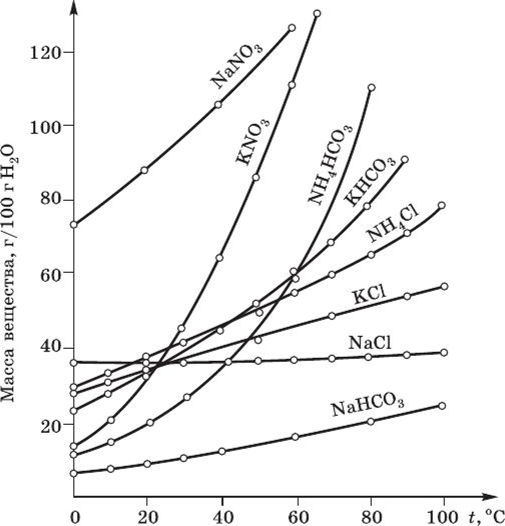 Масса вещества, г/100 г H₂O
120
100
80
60
40
20
NaNO₃
KNO₃
NH₄HCO₃
KHCO₃
NH₄Cl
KCl
NaCl
NaHCO₃
0 20 40 60 80 100 t, °C